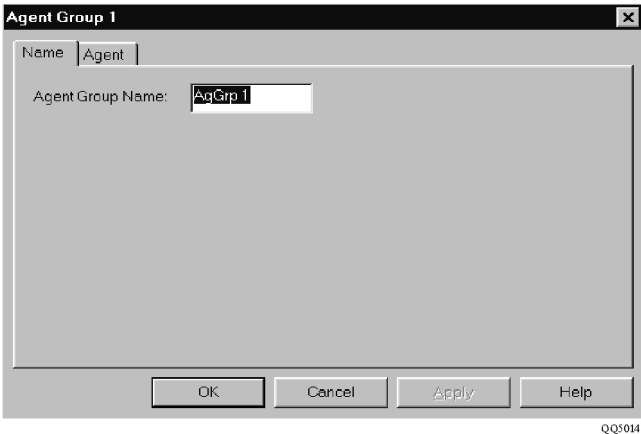 Agent Group 1
Name Agent
Agent Group Name: AgGrp 1
OK Cancel Apply Help
QQ5014